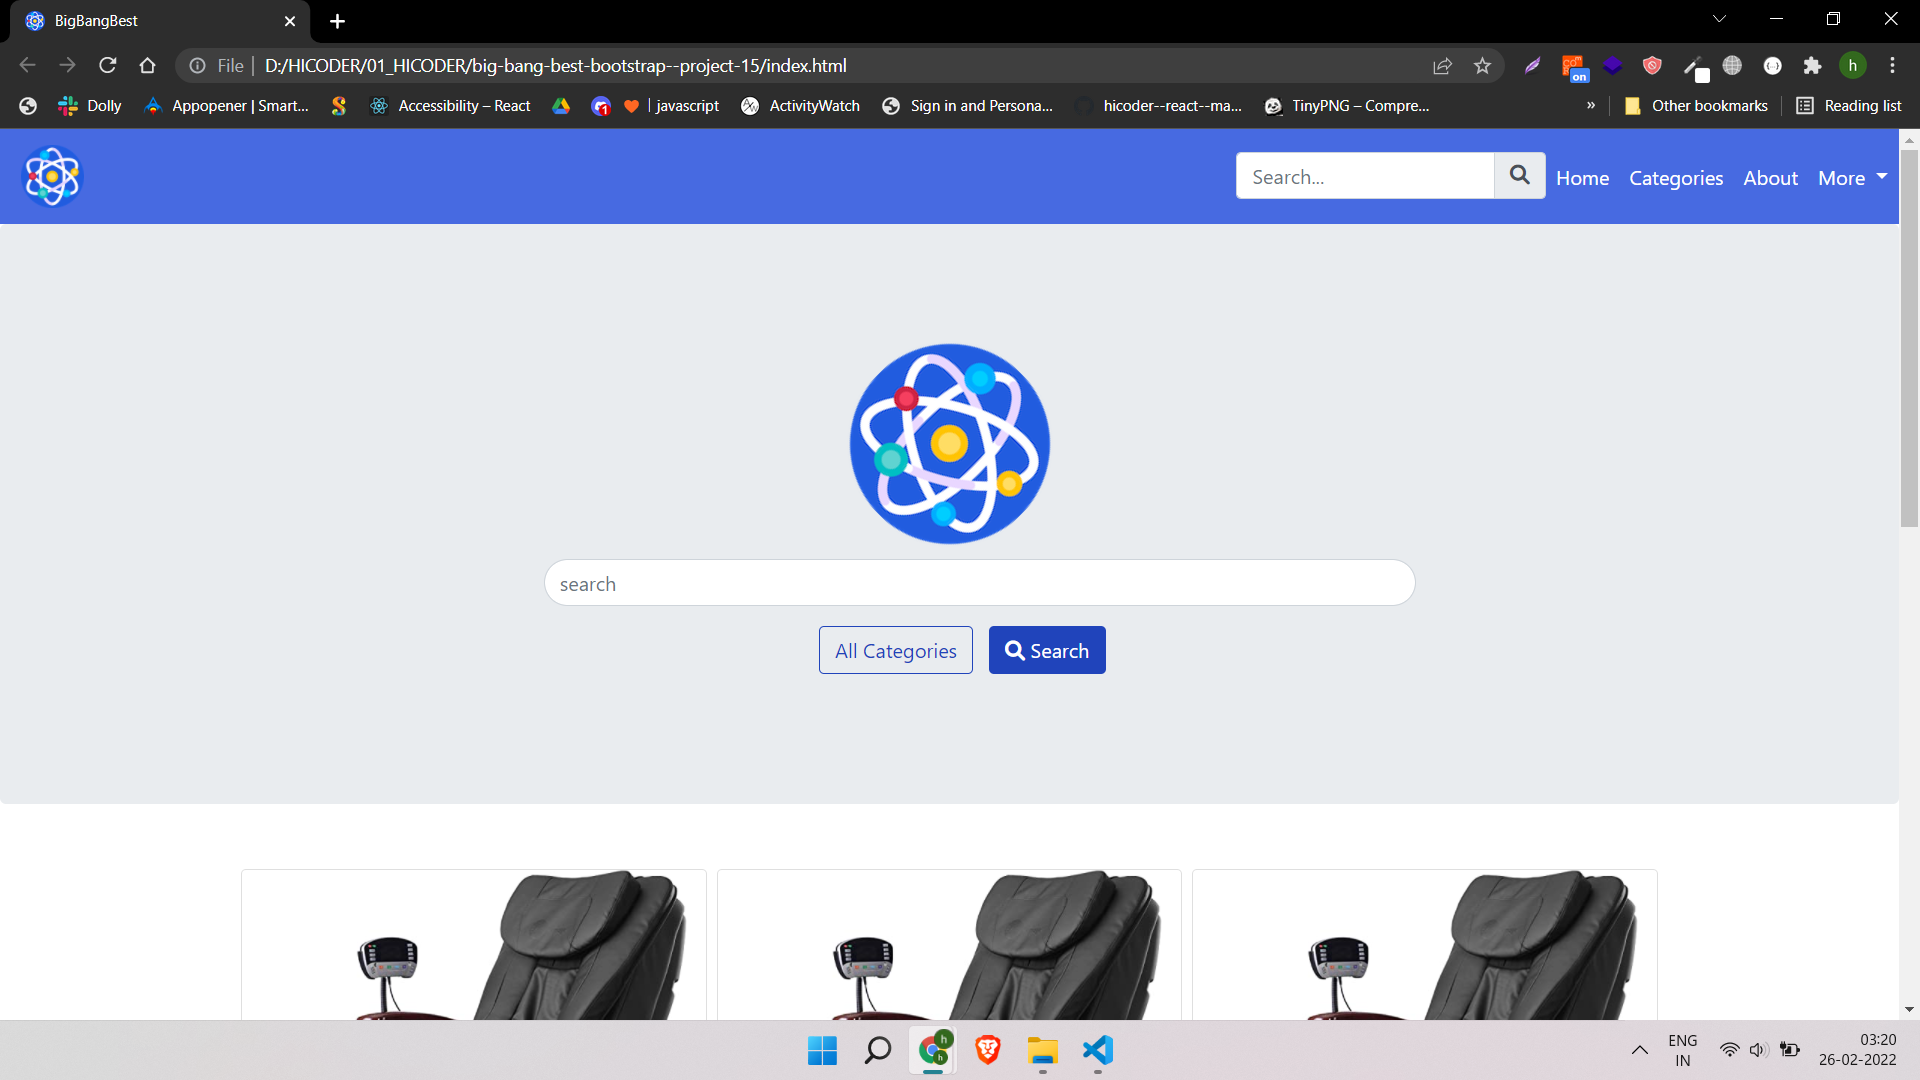 BigBangBest
File
D:/HICODER/01_HICODER/big-bang-best-bootstrap--project-15/index.html
on
h
Dolly
Appopener | Smart...
Accessibility – React
1
javascript
ActivityWatch
Sign in and Persona...
hicoder--react--ma...
TinyPNG – Compre...
»
Other bookmarks
Reading list
Search...
Home
Categories
About
More
search
All Categories
Search
h
h
ENG
IN
03:20
26-02-2022